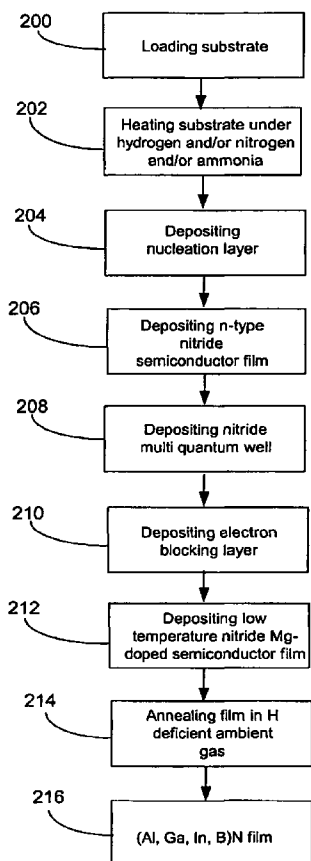 200
Loading substrate
202
Heating substrate under
hydrogen and/or nitrogen
and/or ammonia
204
Depositing
nucleation layer
206
Depositing n-type
nitride
semiconductor film
208
Depositing nitride
multi quantum well
210
Depositing electron
blocking layer
212
Depositing low
temperature nitride Mg-
doped semiconductor film
214
Annealing film in H
deficient ambient
gas
216
(Al, Ga, In, B)N film